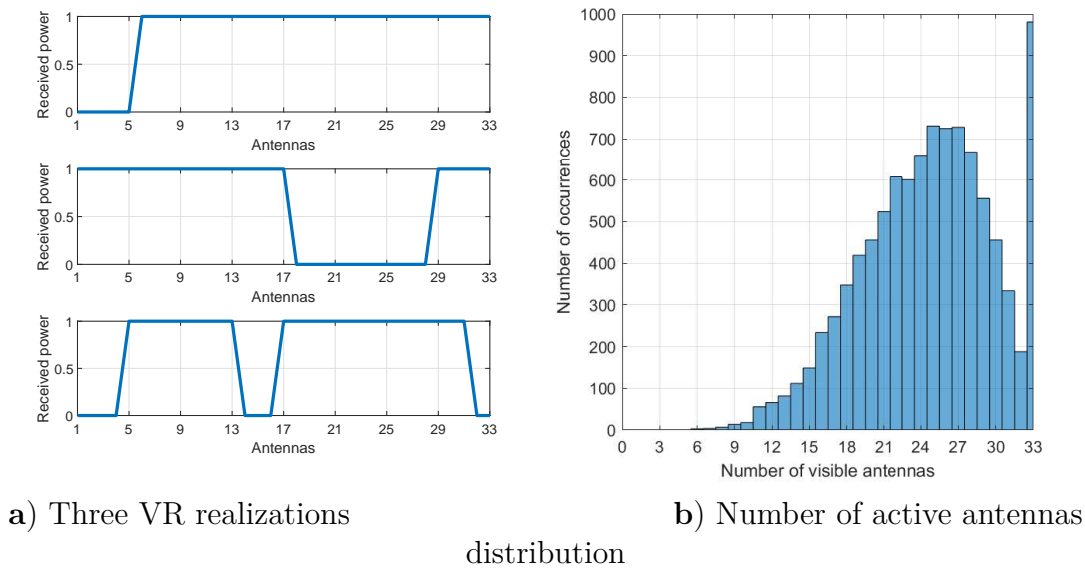 Received power
1
0.5
0
1 5 9 13 17 21 25 29 33
Antennas
Received power
1
0.5
0
1 5 9 13 17 21 25 29 33
Antennas
Received power
1
0.5
0
1 5 9 13 17 21 25 29 33
Antennas
Number of occurrences
1000
900
800
700
600
500
400
300
200
100
0
0 3 6 9 12 15 18 21 24 27 30 33
Number of visible antennas
a) Three VR realizations
b) Number of active antennas
distribution